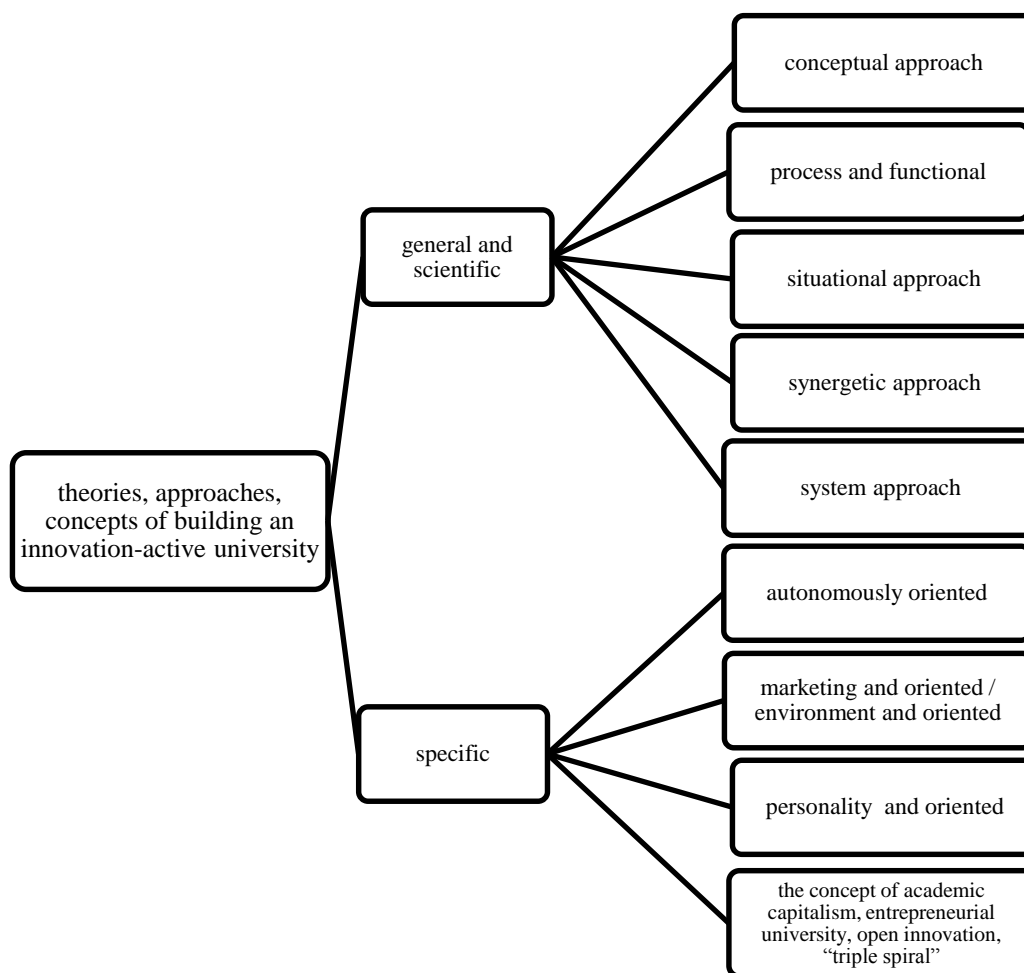 conceptual approach
process and functional
general and
scientific
situational approach
synergetic approach
system approach
theories, approaches,
concepts of building an
innovation-active university
autonomously oriented
marketing and oriented /
environment and oriented
specific
personality and oriented
the concept of academic
capitalism, entrepreneurial
university, open innovation,
“triple spiral”